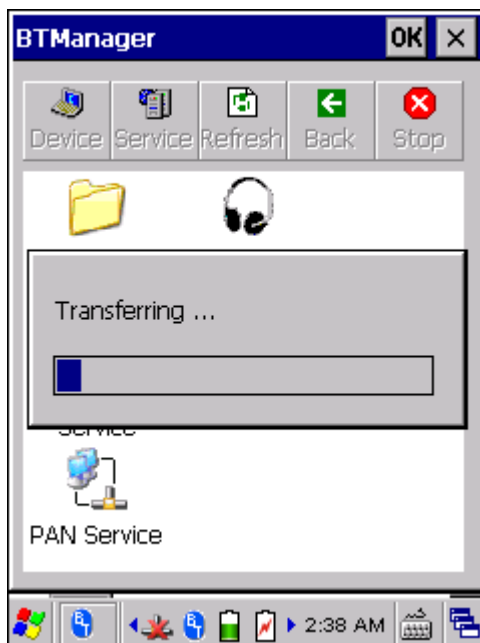 BTManager OK
Device Service Refresh Back Stop
Transferring ...
Service
PAN Service
2:38 AM